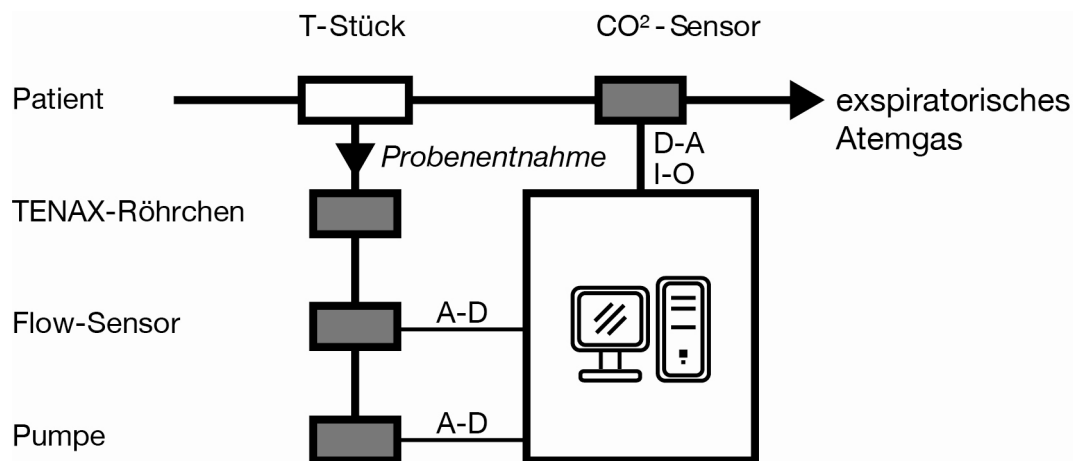 T-Stück
CO²-Sensor
Patient
exspiratorisches
Atemgas
Probenentnahme
D-A
I-O
TENAX-Röhrchen
Flow-Sensor
A-D
Pumpe
A-D